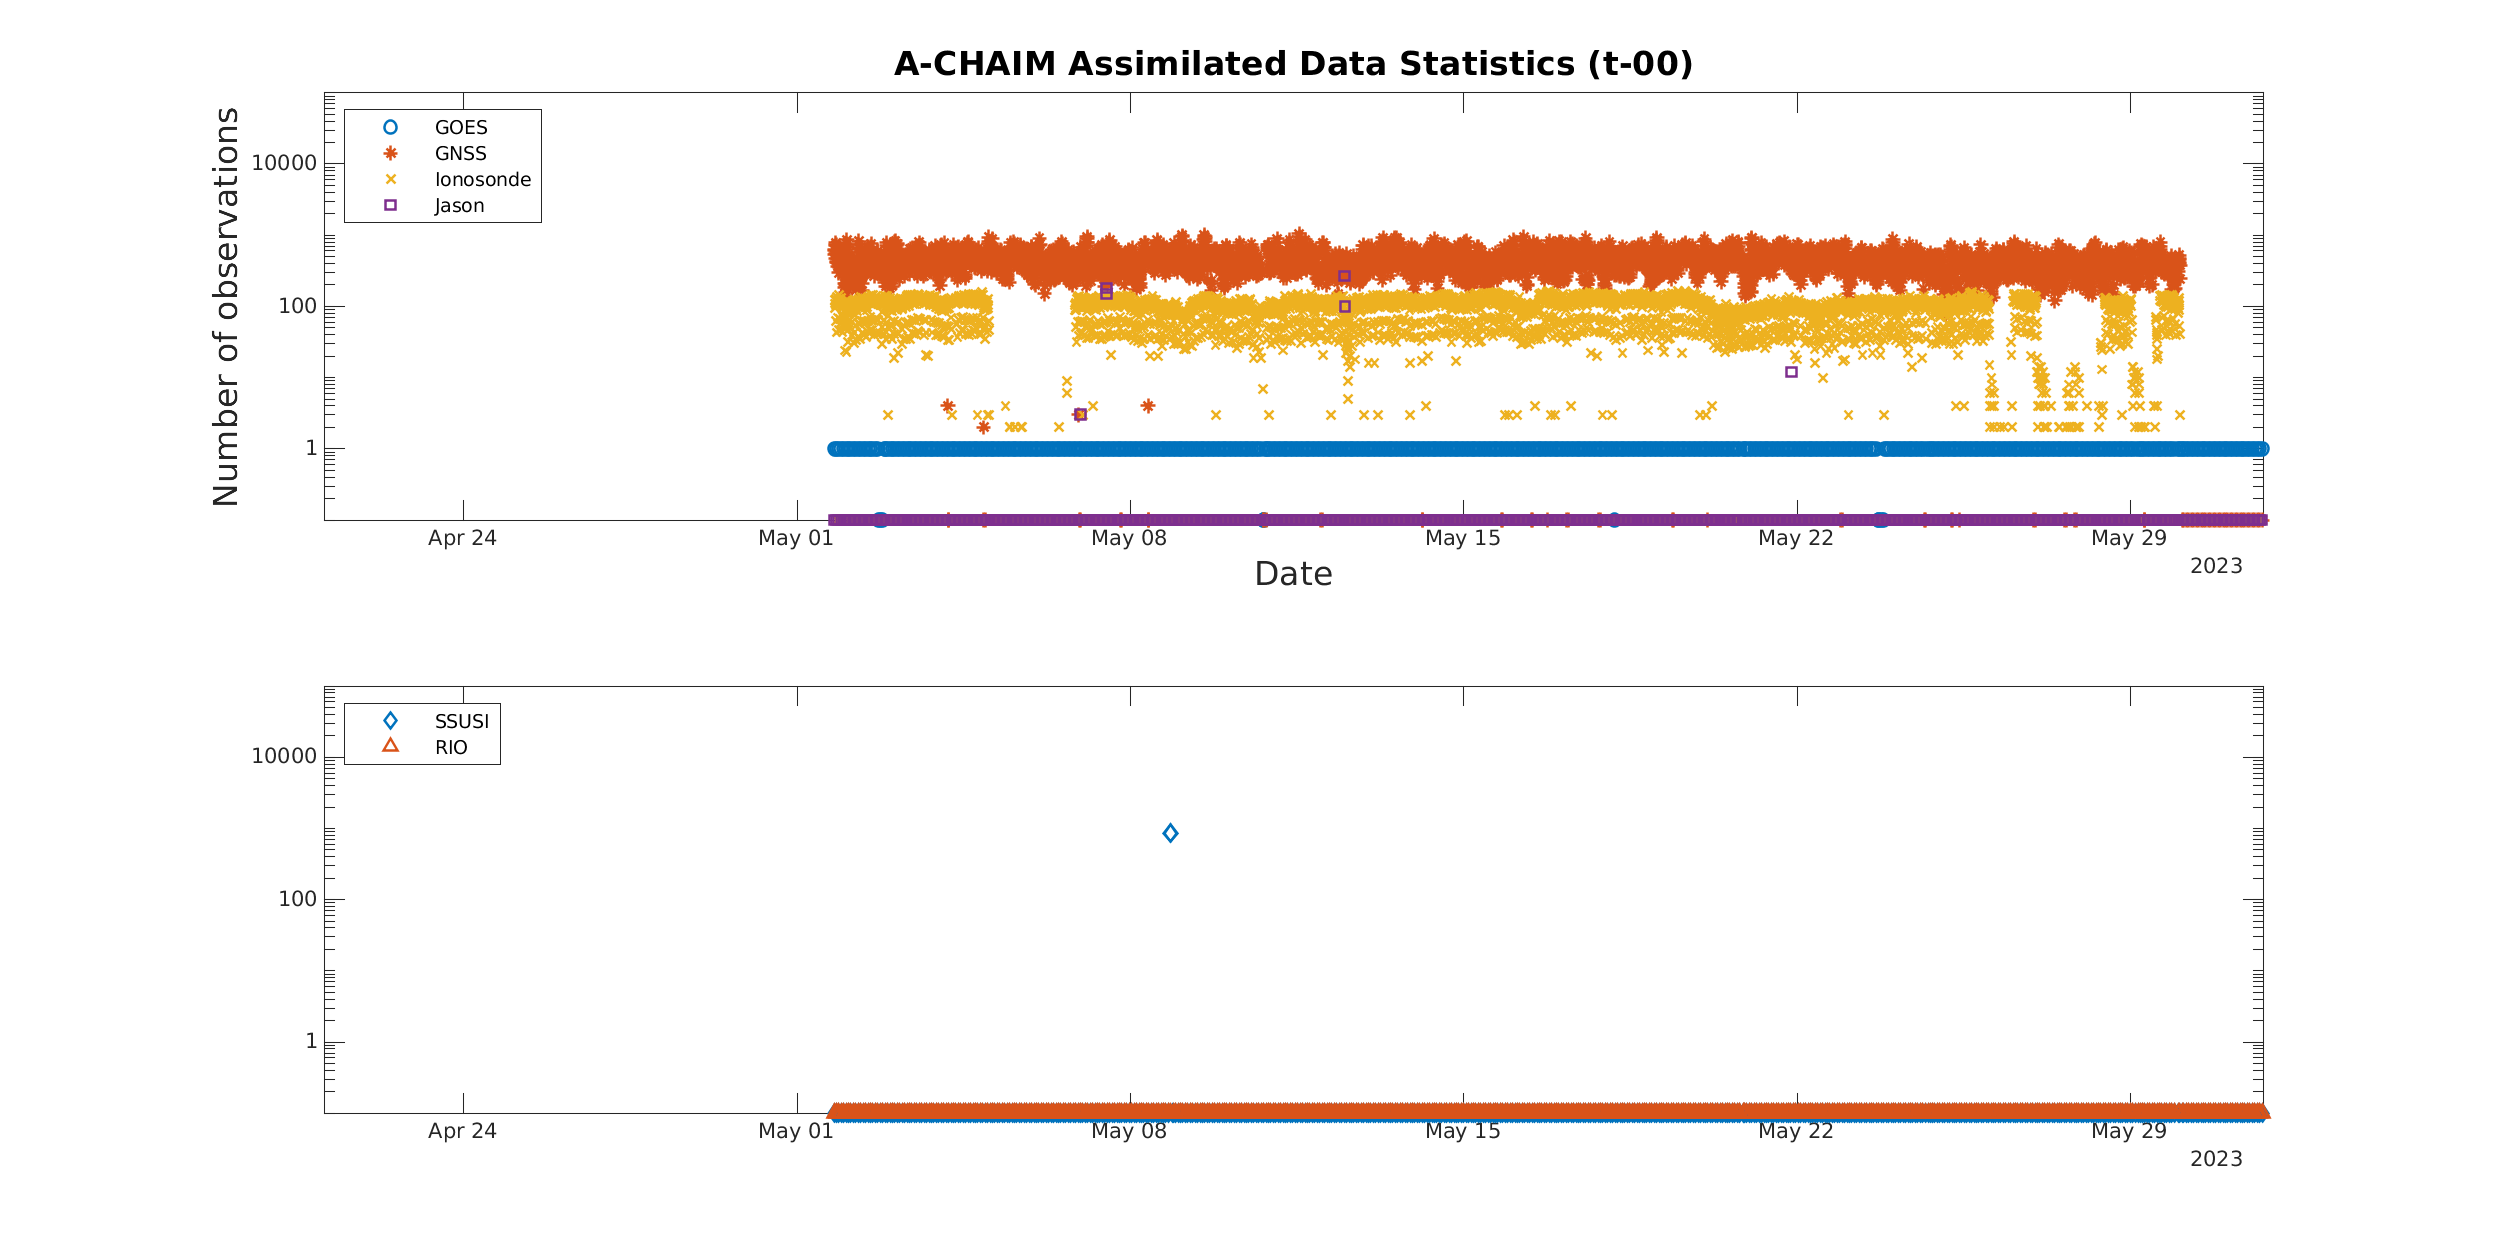 A-CHAIM Assimilated Data Statistics (t-00)
Number of observations
10000
100
1
GOES
GNSS
Ionosonde
Jason
Apr 24
May 01
May 08
May 15
May 22
May 29
2023
Date
10000
100
1
SSUSI
RIO
Apr 24
May 01
May 08
May 15
May 22
May 29
2023